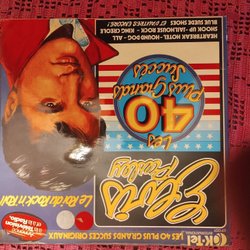 K-tel
LES 40 PLUS GRANDS SUCCES ORIGINAUX
Elvis
Presley
Le Roi du Rock'n'Roll
Les
40
Plus Grands
Succes
HEARTBREAK HOTEL - HOUND DOG - ALL
SHOOK UP - JAILHOUSE ROCK - KING CREOLE
BLUE SUEDE SHOES ET D'AUTRES ENCORE!